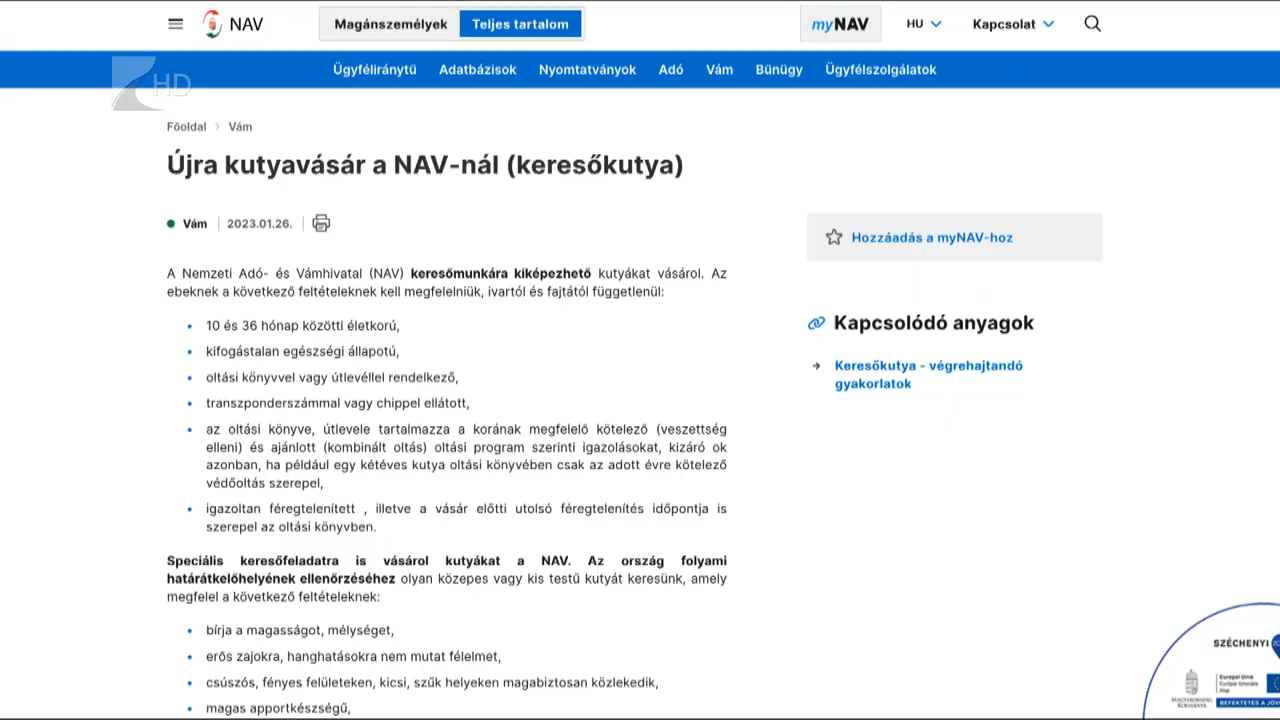 NAV
Magánszemélyek
Teljes tartalom
myNAV
HU
Kapcsolat
Ügyféliránytű
Adatbázisok
Nyomtatványok
Adó
Vám
Bűnügy
Ügyfélszolgálatok
HD
Főoldal
Vám
Újra kutyavásár a NAV-nál (keresőkutya)
Vám
2023.01.26.
A Nemzeti Adó- és Vámhivatal (NAV) keresőmunkára kiképezhető kutyákat vásárol. Az
ebeknek a következő feltételeknek kell megfelelniük, ivartól és fajtától függetlenül:
10 és 36 hónap közötti életkorú,
kifogástalan egészségi állapotú,
oltási könyvvel vagy útlevéllel rendelkező,
transzponderszámmal vagy chippel ellátott,
az oltási könyve, útlevele tartalmazza a korának megfelelő kötelező (veszettség
elleni) és ajánlott (kombinált oltás) oltási program szerinti igazolásokat, kizáró ok
azonban, ha például egy kétéves kutya oltási könyvében csak az adott évre kötelező
védőoltás szerepel,
igazoltan féregtelenített , illetve a vásár előtti utolsó féregtelenítés időpontja is
szerepel az oltási könyvben.
Speciális keresőfeladatra is vásárol kutyákat a NAV. Az ország folyami
határátkelőhelyének ellenőrzéséhez olyan közepes vagy kis testű kutyát keresünk, amely
megfelel a következő feltételeknek:
bírja a magasságot, mélységet,
erős zajokra, hanghatásokra nem mutat félelmet,
csúszós, fényes felületeken, kicsi, szűk helyeken magabiztosan közlekedik,
magas apportkészségű,
Hozzáadás a myNAV-hoz
Kapcsolódó anyagok
Keresőkutya - végrehajtandó
gyakorlatok
SZÉCHENYI
Európai Unió
MAGYARORSZÁG
KORMÁNYA
BEFEKTETÉS A